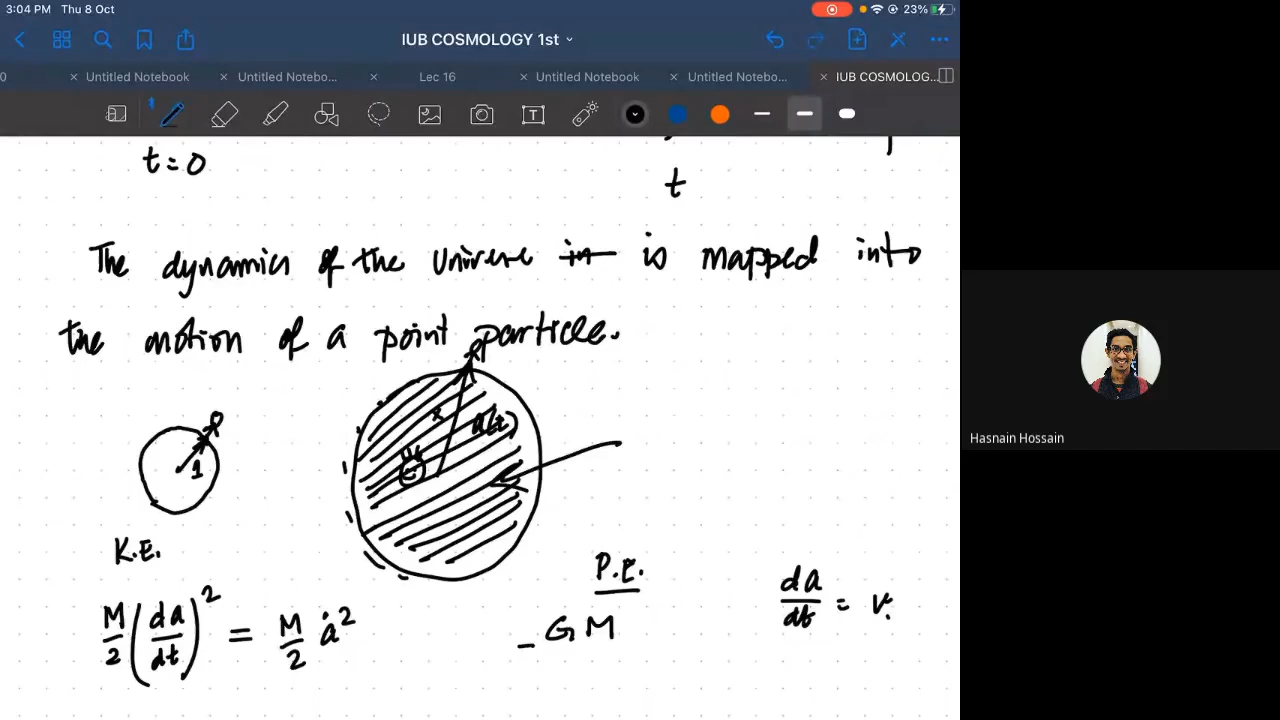 3:04 PM Thu 8 Oct 23%
IUB COSMOLOGY 1st
0 Untitled Notebook Untitled Notebo... Lec 16 Untitled Notebook Untitled Notebo... IUB COSMOLOG...
T
t = 0
t
The dynamics of the Universe in is mapped into
the motion of a point particle.
x a(t)
1
Hasnain Hossain
K.E.
P.E.
M/2 (da/dt)² = M/2 ȧ²
- GM
da/dt = v.